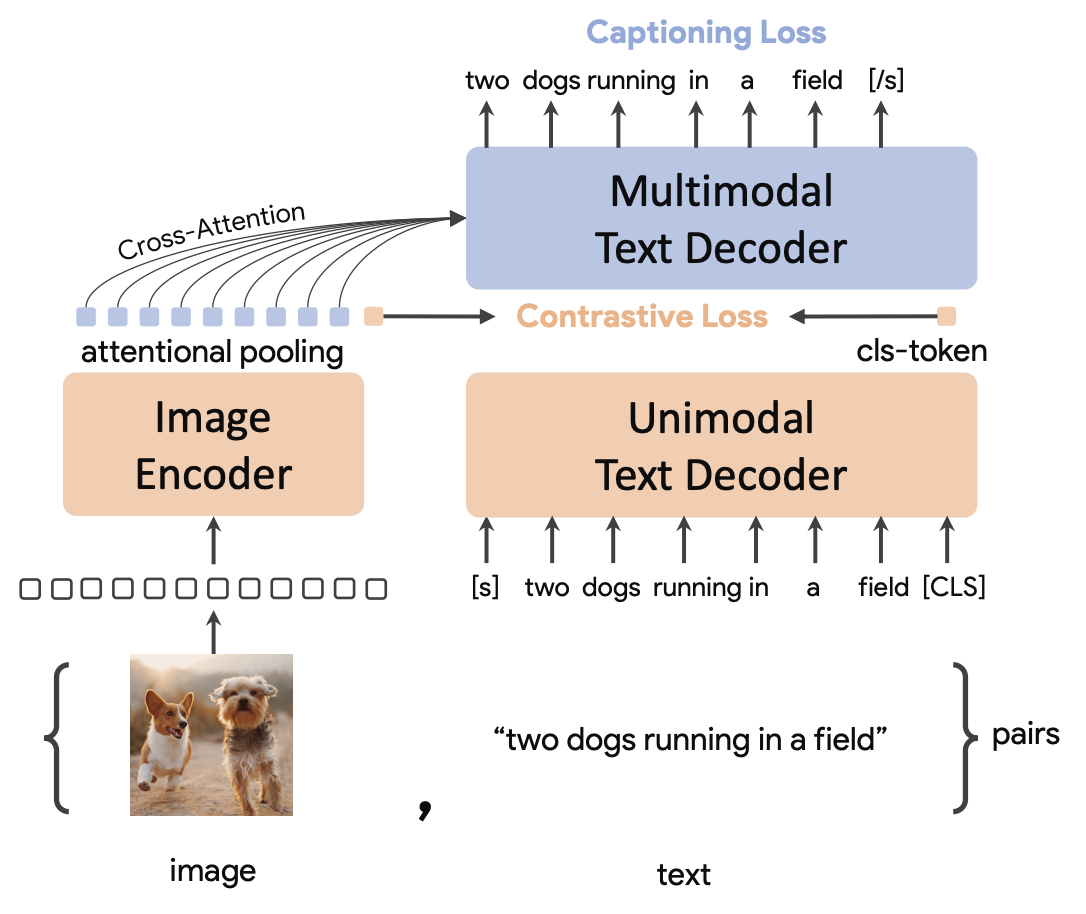 Captioning Loss
two dogs running in a field [/s]
Multimodal
Text Decoder
Cross-Attention
Contrastive Loss
attentional pooling
cls-token
Image
Encoder
Unimodal
Text Decoder
[s] two dogs running in a field [CLS]
“two dogs running in a field”
pairs
,
image
text